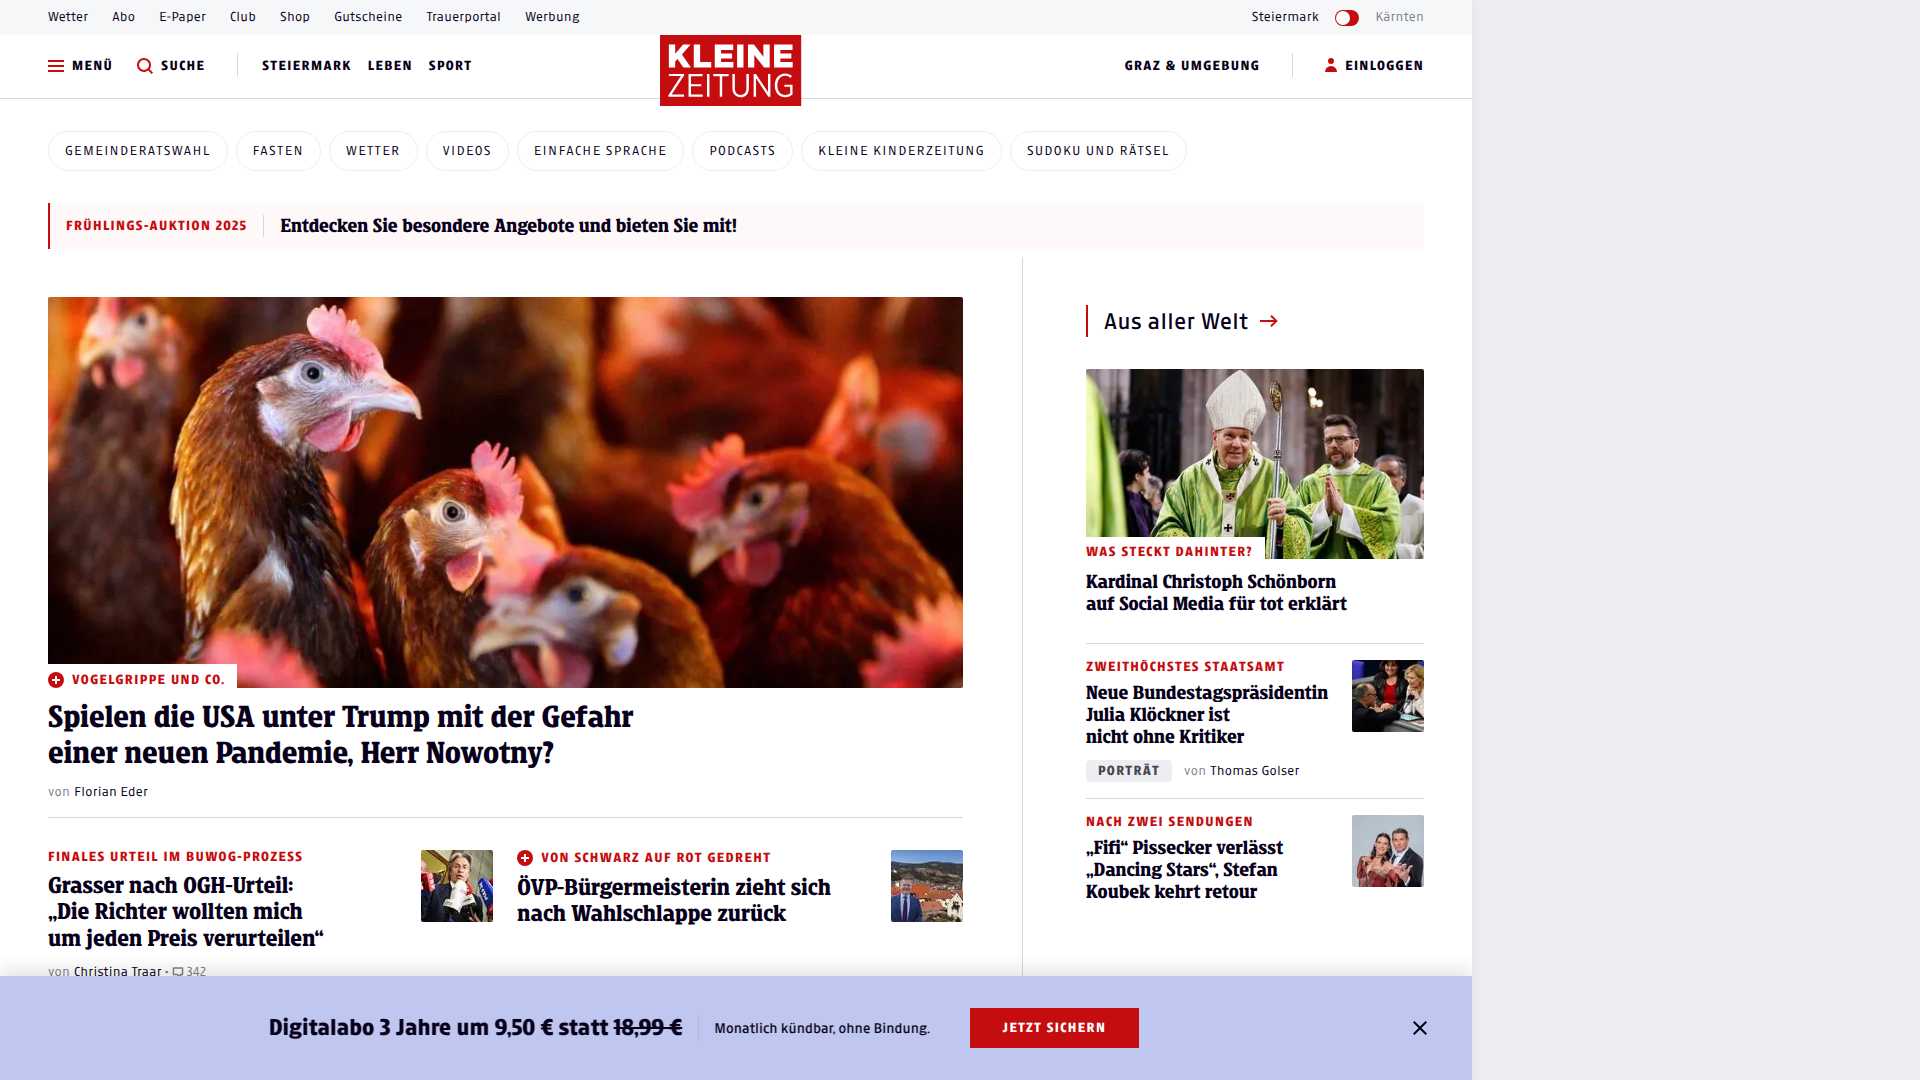 Wetter Abo E-Paper Club Shop Gutscheine Trauerportal Werbung Steiermark Kärnten
MENÜ SUCHE STEIERMARK LEBEN SPORT KLEINE ZEITUNG GRAZ & UMGEBUNG EINLOGGEN
GEMEINDERATSWAHL FASTEN WETTER VIDEOS EINFACHE SPRACHE PODCASTS KLEINE KINDERZEITUNG SUDOKU UND RÄTSEL
FRÜHLINGS-AUKTION 2025 Entdecken Sie besondere Angebote und bieten Sie mit!
VOGELGRIPPE UND CO.
Spielen die USA unter Trump mit der Gefahr
einer neuen Pandemie, Herr Nowotny?
von Florian Eder
FINALES URTEIL IM BUWOG-PROZESS
Grasser nach OGH-Urteil:
„Die Richter wollten mich
um jeden Preis verurteilen“
von Christina Traar • 342
VON SCHWARZ AUF ROT GEDREHT
ÖVP-Bürgermeisterin zieht sich
nach Wahlschlappe zurück
Aus aller Welt →
WAS STECKT DAHINTER?
Kardinal Christoph Schönborn
auf Social Media für tot erklärt
ZWEITHÖCHSTES STAATSAMT
Neue Bundestagspräsidentin
Julia Klöckner ist
nicht ohne Kritiker
PORTRÄT von Thomas Golser
NACH ZWEI SENDUNGEN
„Fifi“ Pissecker verlässt
„Dancing Stars“, Stefan
Koubek kehrt retour
Digitalabo 3 Jahre um 9,50 € statt 18,99 € Monatlich kündbar, ohne Bindung. JETZT SICHERN